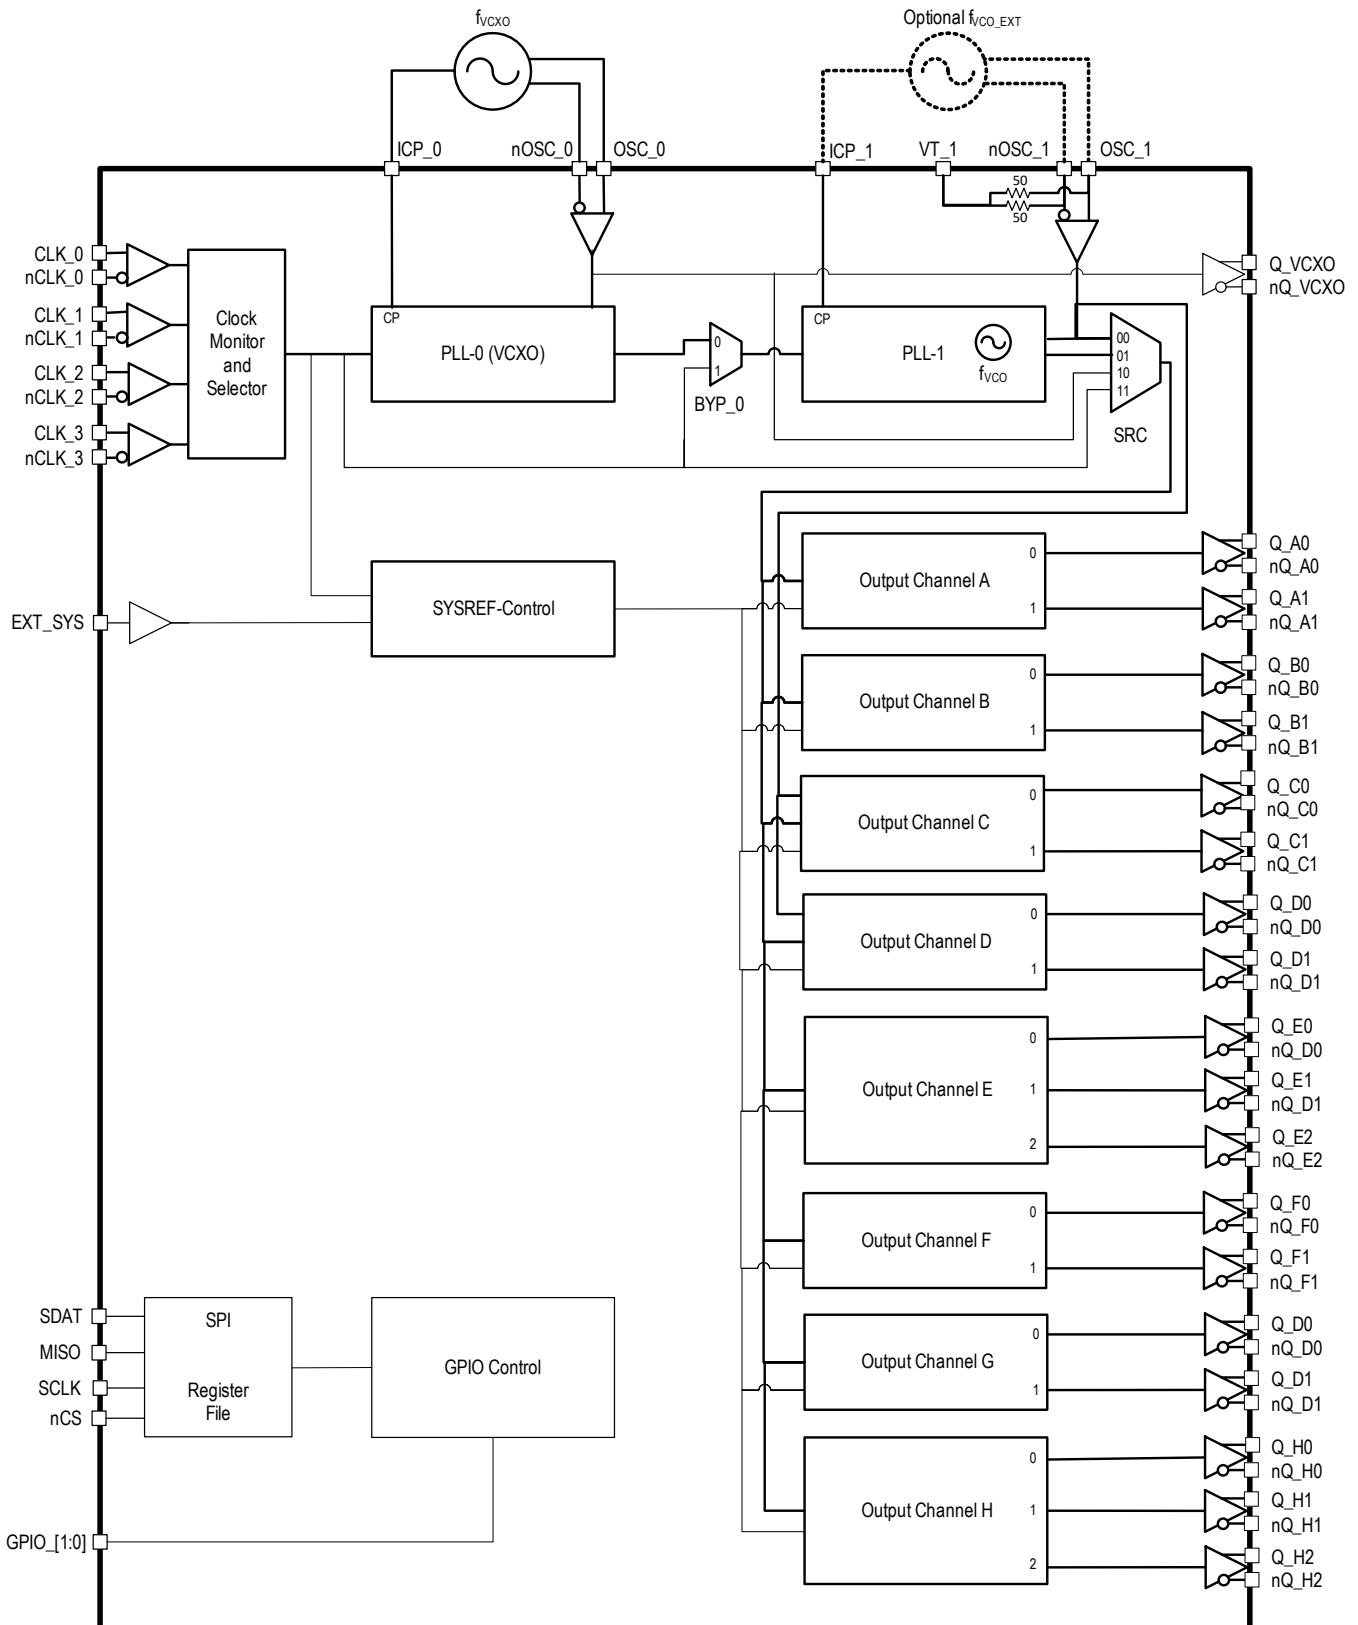 fVCXO
Optional fVCO_EXT
ICP_0
nOSC_0
OSC_0
ICP_1
VT_1
nOSC_1
OSC_1
50
50
CLK_0
nCLK_0
CLK_1
nCLK_1
CLK_2
nCLK_2
CLK_3
nCLK_3
Clock
Monitor
and
Selector
CP
PLL-0 (VCXO)
0
1
BYP_0
CP
PLL-1
fVCO
00
01
10
11
SRC
Q_VCXO
nQ_VCXO
EXT_SYS
SYSREF-Control
Output Channel A
0
1
Q_A0
nQ_A0
Q_A1
nQ_A1
Output Channel B
0
1
Q_B0
nQ_B0
Q_B1
nQ_B1
Output Channel C
0
1
Q_C0
nQ_C0
Q_C1
nQ_C1
Output Channel D
0
1
Q_D0
nQ_D0
Q_D1
nQ_D1
Output Channel E
0
1
2
Q_E0
nQ_D0
Q_E1
nQ_D1
Q_E2
nQ_E2
Output Channel F
0
1
Q_F0
nQ_F0
Q_F1
nQ_F1
Output Channel G
0
1
Q_D0
nQ_D0
Q_D1
nQ_D1
Output Channel H
0
1
2
Q_H0
nQ_H0
Q_H1
nQ_H1
Q_H2
nQ_H2
SDAT
MISO
SCLK
nCS
SPI
Register
File
GPIO Control
GPIO_[1:0]